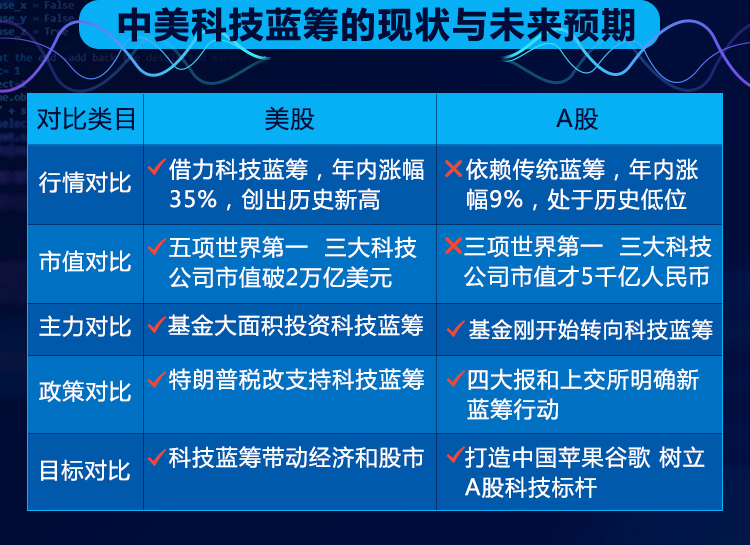 use_x = False
use_y = False
use_z = True
中美科技蓝筹的现状与未来预期
对比类目 美股 A股
行情对比 借力科技蓝筹，年内涨幅 依赖传统蓝筹，年内涨
35%，创出历史新高 幅9%，处于历史低位
市值对比 五项世界第一 三大科技 三项世界第一 三大科技
公司市值破2万亿美元 公司市值才5千亿人民币
主力对比 基金大面积投资科技蓝筹 基金刚开始转向科技蓝筹
政策对比 特朗普税改支持科技蓝筹 四大报和上交所明确新
蓝筹行动
目标对比 科技蓝筹带动经济和股市 打造中国苹果谷歌 树立
A股科技标杆